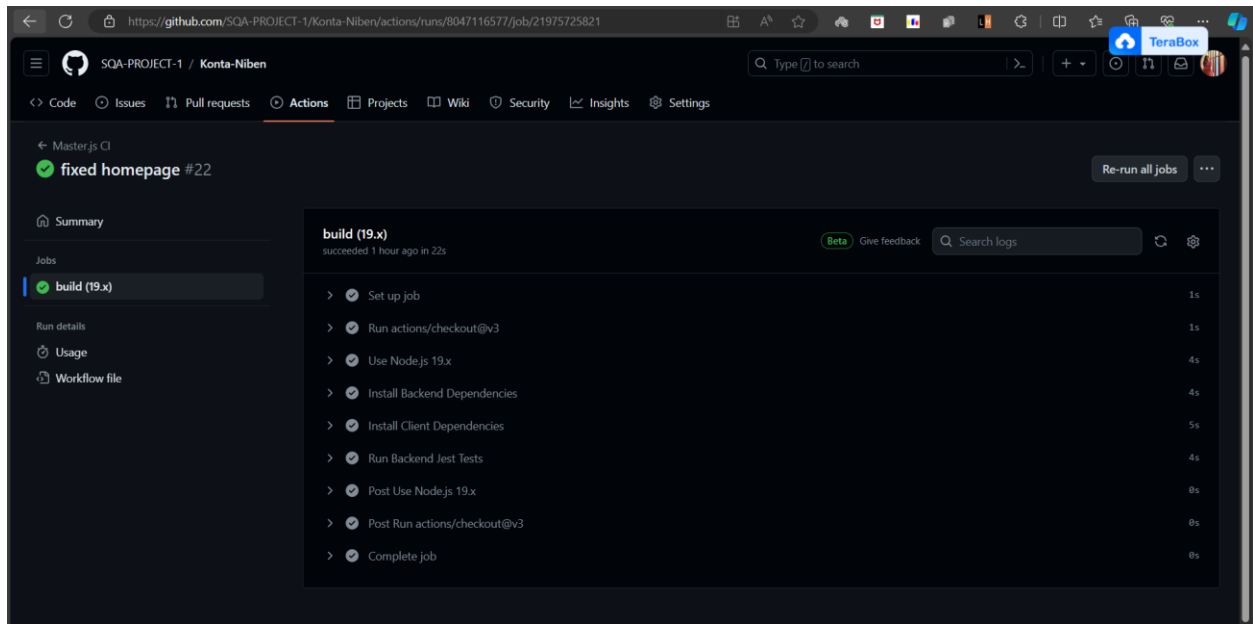 https://github.com/SQA-PROJECT-1/Konta-Niben/actions/runs/8047116577/job/21975725821
TeraBox
SQA-PROJECT-1 / Konta-Niben
Type / to search
Code Issues Pull requests Actions Projects Wiki Security Insights Settings
← Master.js CI
fixed homepage #22
Re-run all jobs
Summary
Jobs
build (19.x)
Run details
Usage
Workflow file
build (19.x)
succeeded 1 hour ago in 22s
Beta Give feedback
Search logs
Set up job 1s
Run actions/checkout@v3 1s
Use Node.js 19.x 4s
Install Backend Dependencies 4s
Install Client Dependencies 5s
Run Backend Jest Tests 4s
Post Use Node.js 19.x 0s
Post Run actions/checkout@v3 0s
Complete job 0s